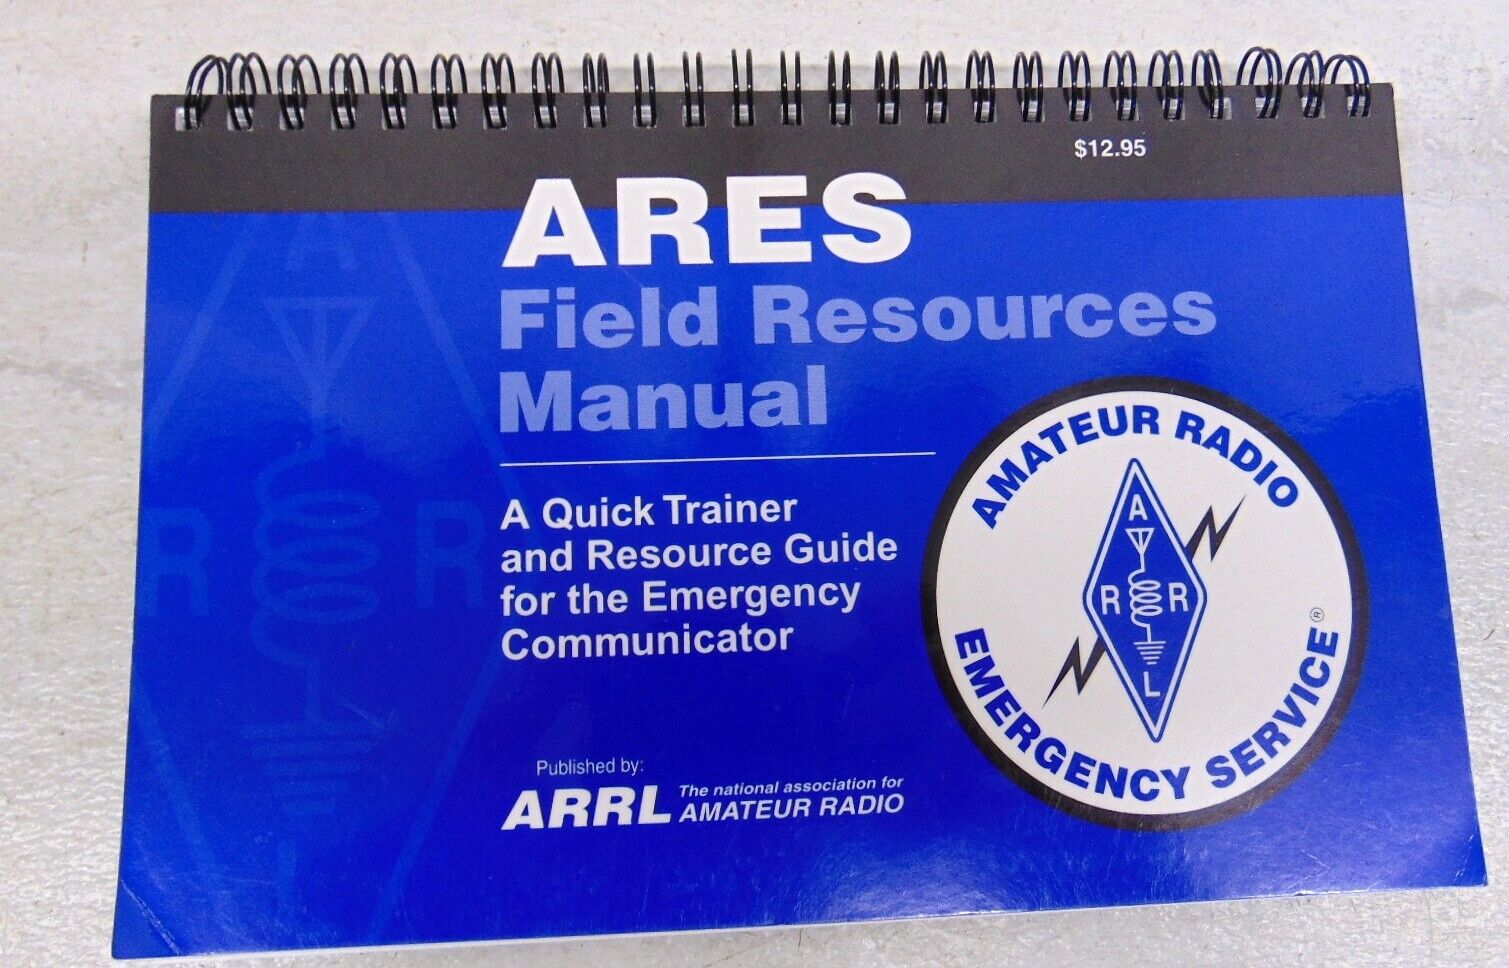 $12.95
ARES
Field Resources
Manual
A Quick Trainer
and Resource Guide
for the Emergency
Communicator
Published by:
ARRL The national association for
AMATEUR RADIO
AMATEUR RADIO
A
R R
L
EMERGENCY SERVICE®
A
R R